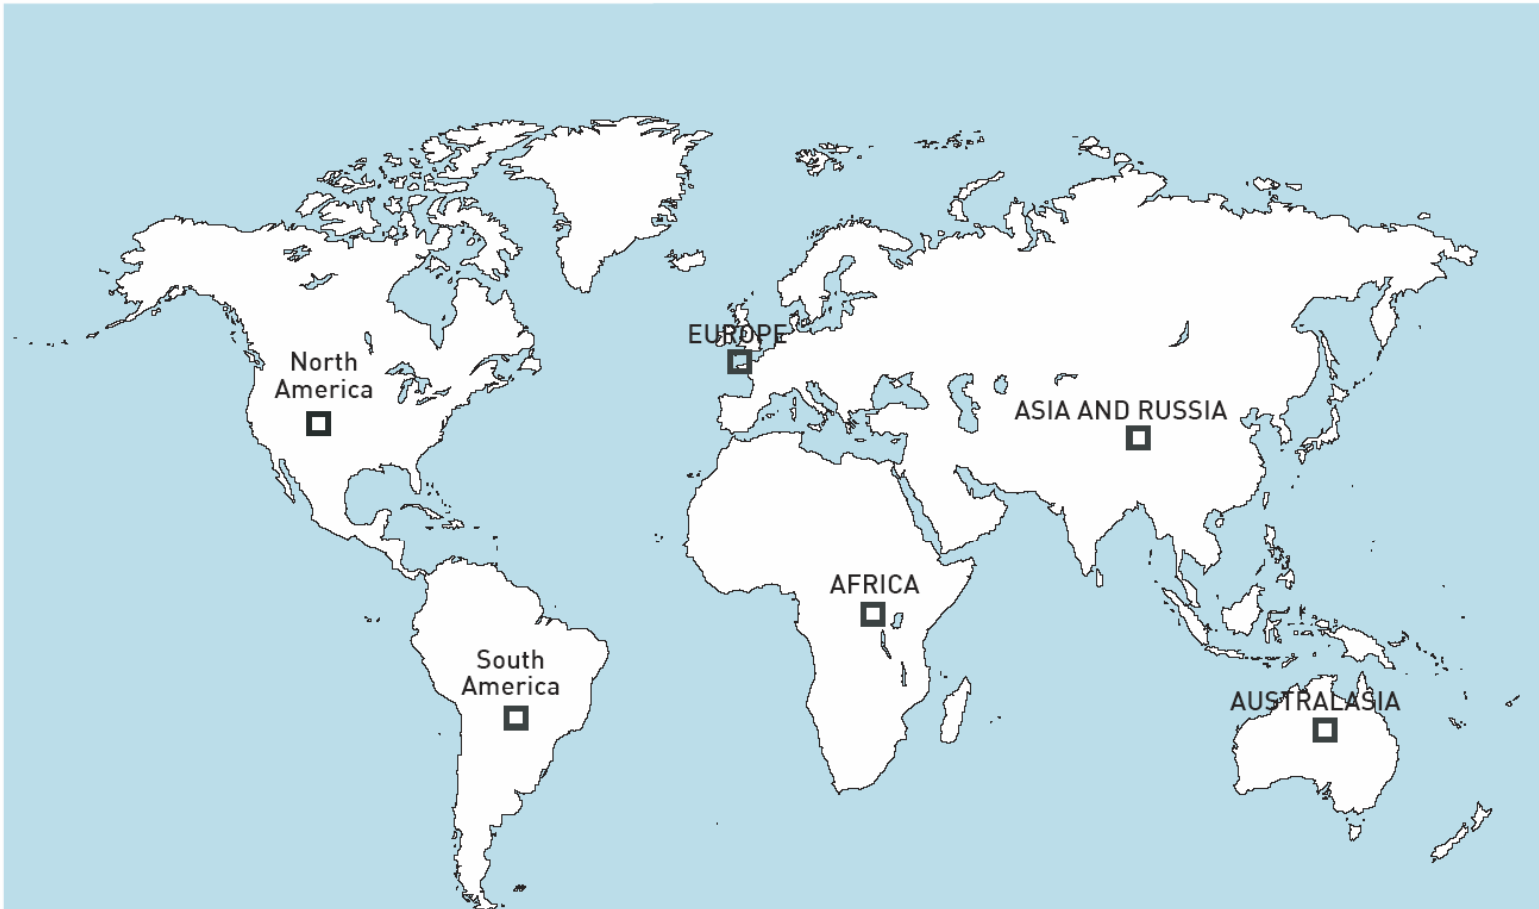 EUROPE
North
America
ASIA AND RUSSIA
AFRICA
South
America
AUSTRALASIA